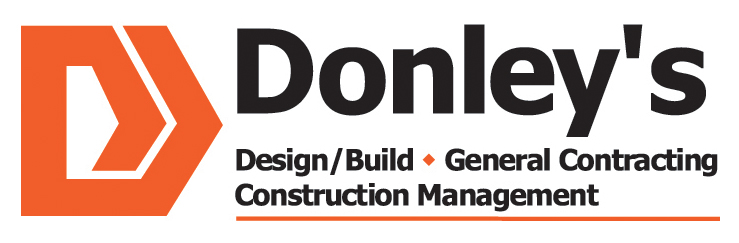 Donley's
Design/Build ◆ General Contracting
Construction Management